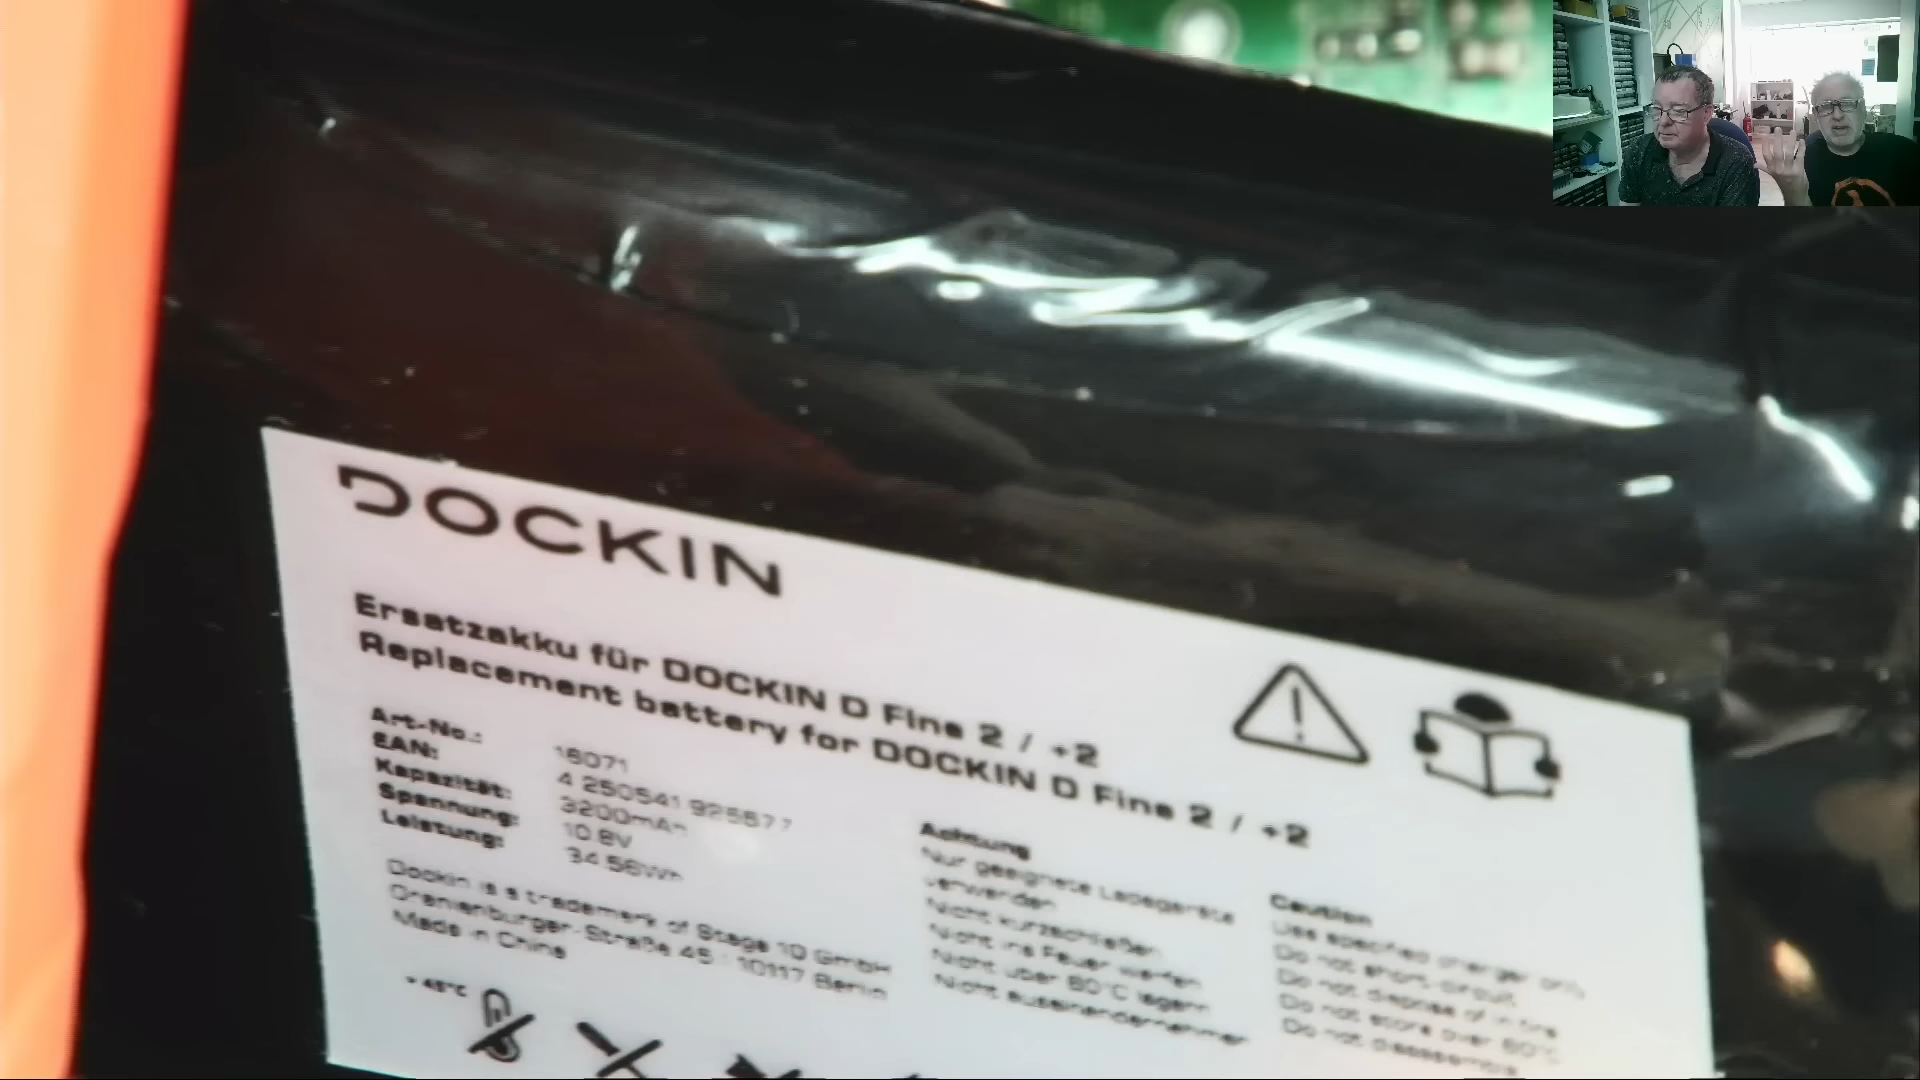 DOCKIN
Ersatzakku für DOCKIN D Fine 2 / +2
Replacement battery for DOCKIN D Fine 2 / +2
Art-No.: 16071
EAN: 4 250541 925577
Kapazität: 3200mAh
Spannung: 10.8V
Leistung: 34.56Wh
Dockin is a trademark of Stage 10 GmbH
Oranienburger-Straße 45 · 10117 Berlin
Made in China
+ 45°C
Achtung
Nur geeignete Ladegeräte
verwenden
Nicht kurzschließen
Nicht ins Feuer werfen
Nicht über 60°C lagern
Nicht auseinandernehmen
Caution
Use specified charger only
Do not short-circuit
Do not dispose of in fire
Do not store over 60°C
Do not disassemble